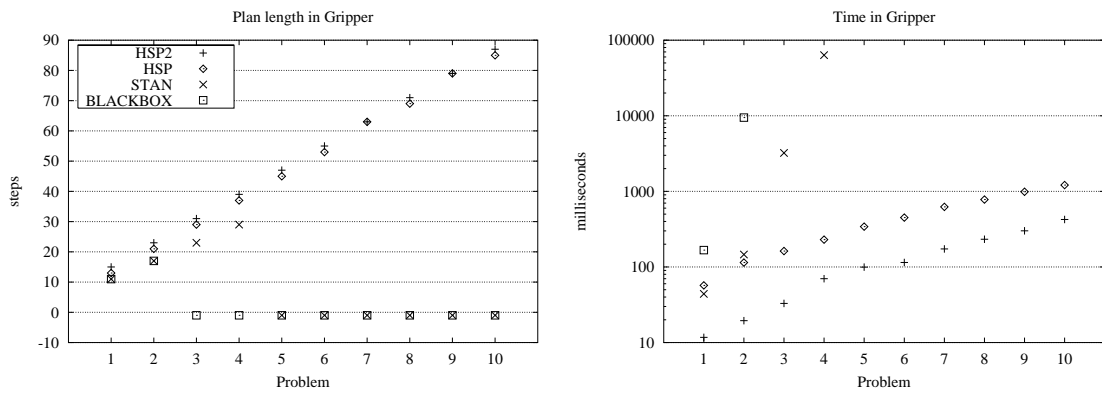 Plan length in Gripper
90
80
70
60
50
40
30
20
10
0
-10
steps
HSP2
HSP
STAN
BLACKBOX
1 2 3 4 5 6 7 8 9 10
Problem
Time in Gripper
100000
10000
1000
100
10
milliseconds
1 2 3 4 5 6 7 8 9 10
Problem